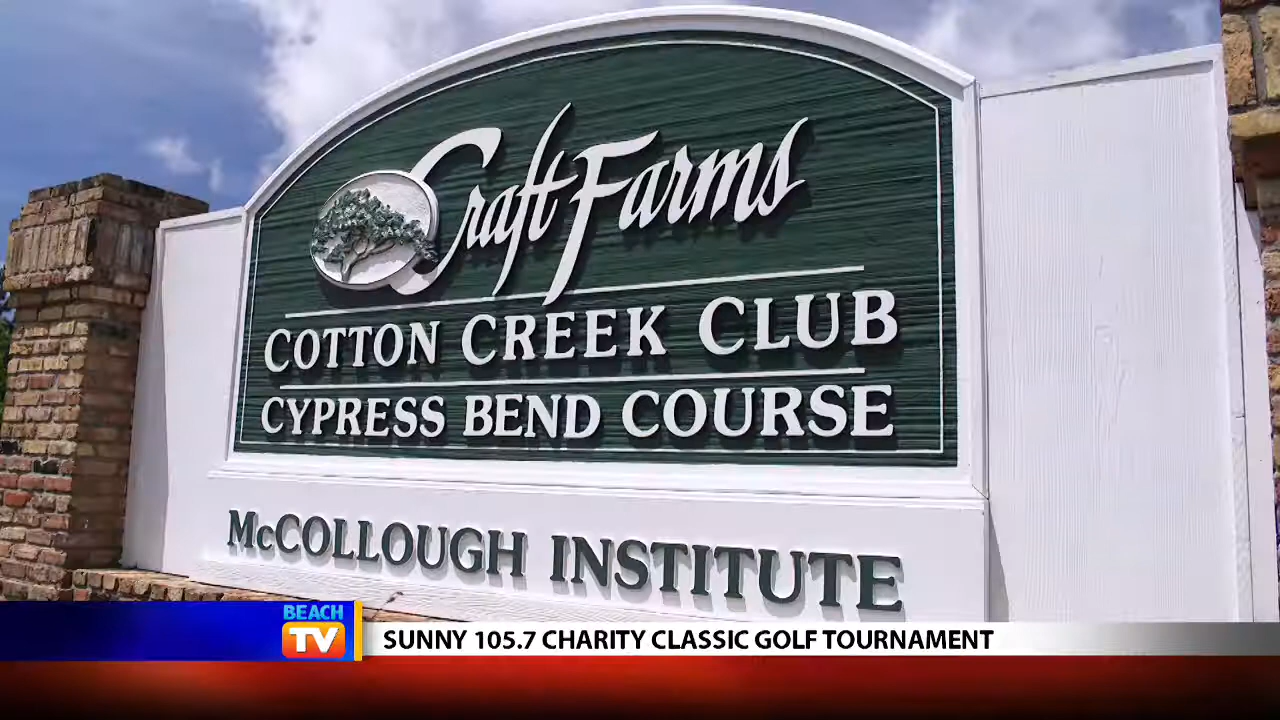 Craft Farms
COTTON CREEK CLUB
CYPRESS BEND COURSE
McCOLLOUGH INSTITUTE
BEACH
TV
SUNNY 105.7 CHARITY CLASSIC GOLF TOURNAMENT